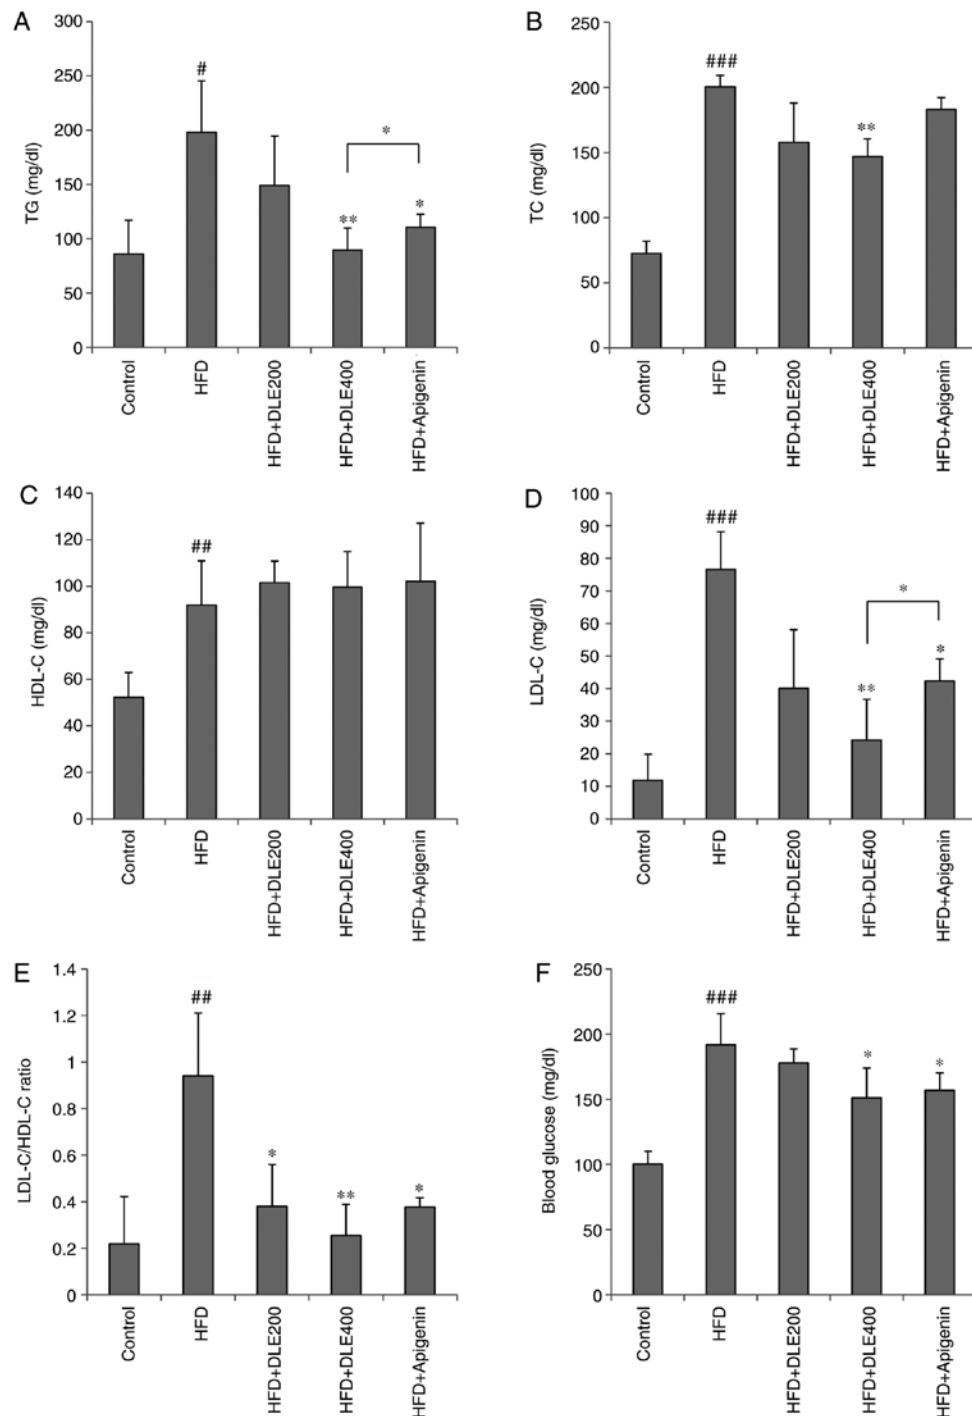 A
300
250
200
150
100
50
0
TG (mg/dl)
#
**
*
*
Control
HFD
HFD+DLE200
HFD+DLE400
HFD+Apigenin
B
250
200
150
100
50
0
TC (mg/dl)
###
**
Control
HFD
HFD+DLE200
HFD+DLE400
HFD+Apigenin
C
140
120
100
80
60
40
20
0
HDL-C (mg/dl)
##
Control
HFD
HFD+DLE200
HFD+DLE400
HFD+Apigenin
D
100
90
80
70
60
50
40
30
20
10
0
LDL-C (mg/dl)
###
**
*
*
Control
HFD
HFD+DLE200
HFD+DLE400
HFD+Apigenin
E
1.4
1.2
1
0.8
0.6
0.4
0.2
0
LDL-C/HDL-C ratio
##
*
**
*
Control
HFD
HFD+DLE200
HFD+DLE400
HFD+Apigenin
F
250
200
150
100
50
0
Blood glucose (mg/dl)
###
*
*
Control
HFD
HFD+DLE200
HFD+DLE400
HFD+Apigenin